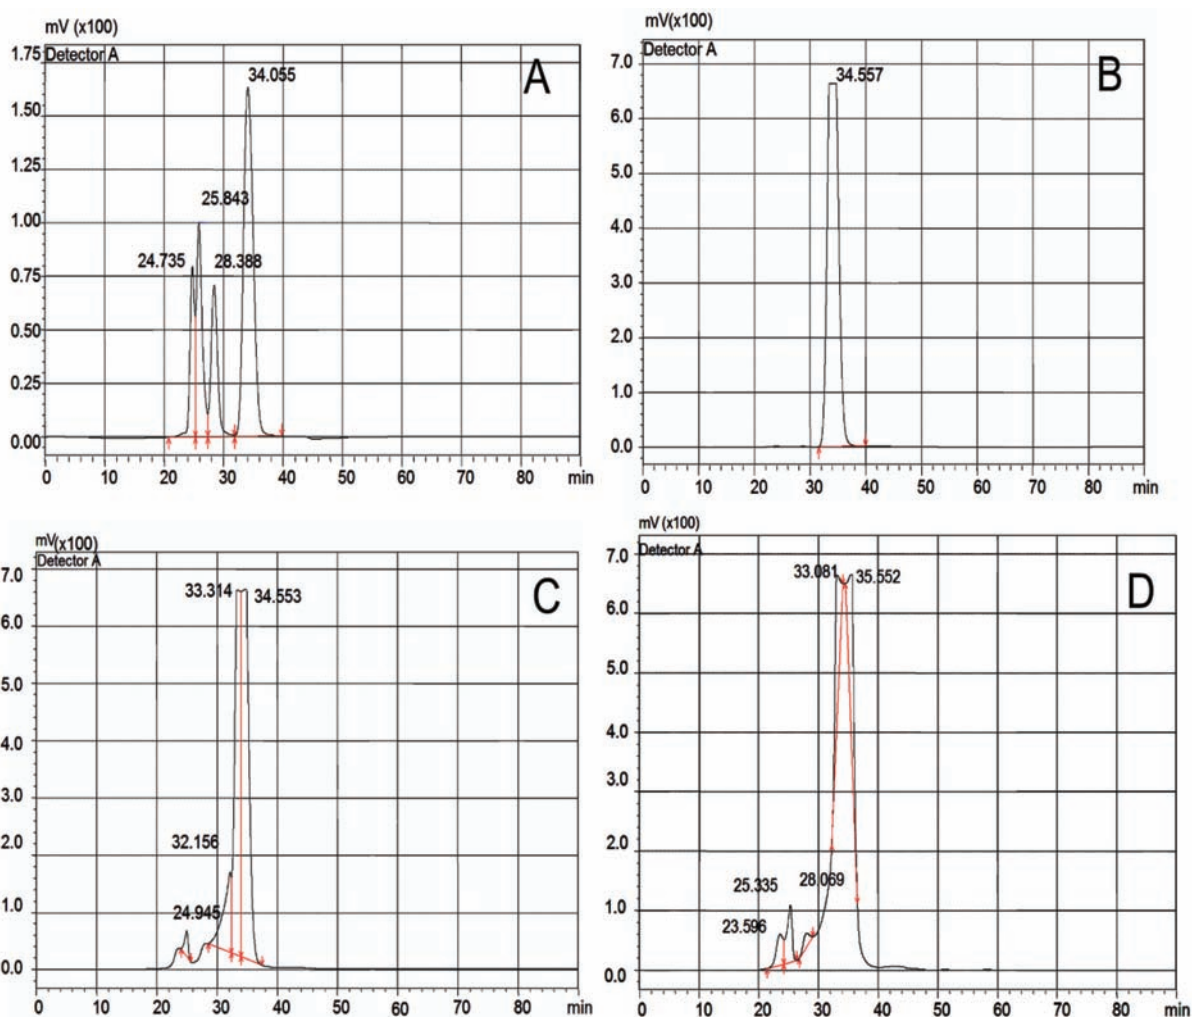 mV (x100)
Detector A
A
1.75
1.50
1.25
1.00
0.75
0.50
0.25
0.00
34.055
25.843
24.735
28.388
0 10 20 30 40 50 60 70 80 min
mV(x100)
Detector A
B
7.0
6.0
5.0
4.0
3.0
2.0
1.0
0.0
34.557
0 10 20 30 40 50 60 70 80 min
mV(x100)
Detector A
C
7.0
6.0
5.0
4.0
3.0
2.0
1.0
0.0
33.314 34.553
32.156
24.945
0 10 20 30 40 50 60 70 80 min
mV (x100)
Detector A
D
7.0
6.0
5.0
4.0
3.0
2.0
1.0
0.0
33.081 35.552
25.335 28.069
23.596
0 10 20 30 40 50 60 70 80 min